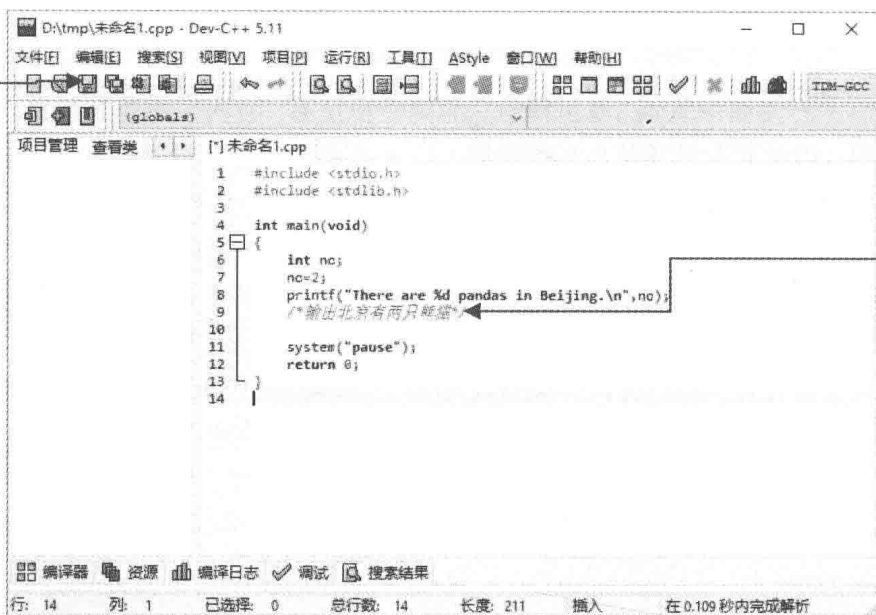 D:\tmp\未命名1.cpp - Dev-C++ 5.11
文件[F] 编辑[E] 搜索[S] 视图[V] 项目[P] 运行[R] 工具[T] AStyle 窗口[W] 帮助[H]
TDM-GCC
(globals)
项目管理 查看类 [*] 未命名1.cpp
1 #include <stdio.h>
2 #include <stdlib.h>
3
4 int main(void)
5 {
6 int nc;
7 nc=2;
8 printf("There are %d pandas in Beijing.\n",nc);
9 /*输出北京有两只熊猫*/
10
11 system("pause");
12 return 0;
13 }
14
编译器 资源 编译日志 调试 搜索结果
行: 14 列: 1 已选择: 0 总行数: 14 长度: 211 插入 在 0.109 秒内完成解析